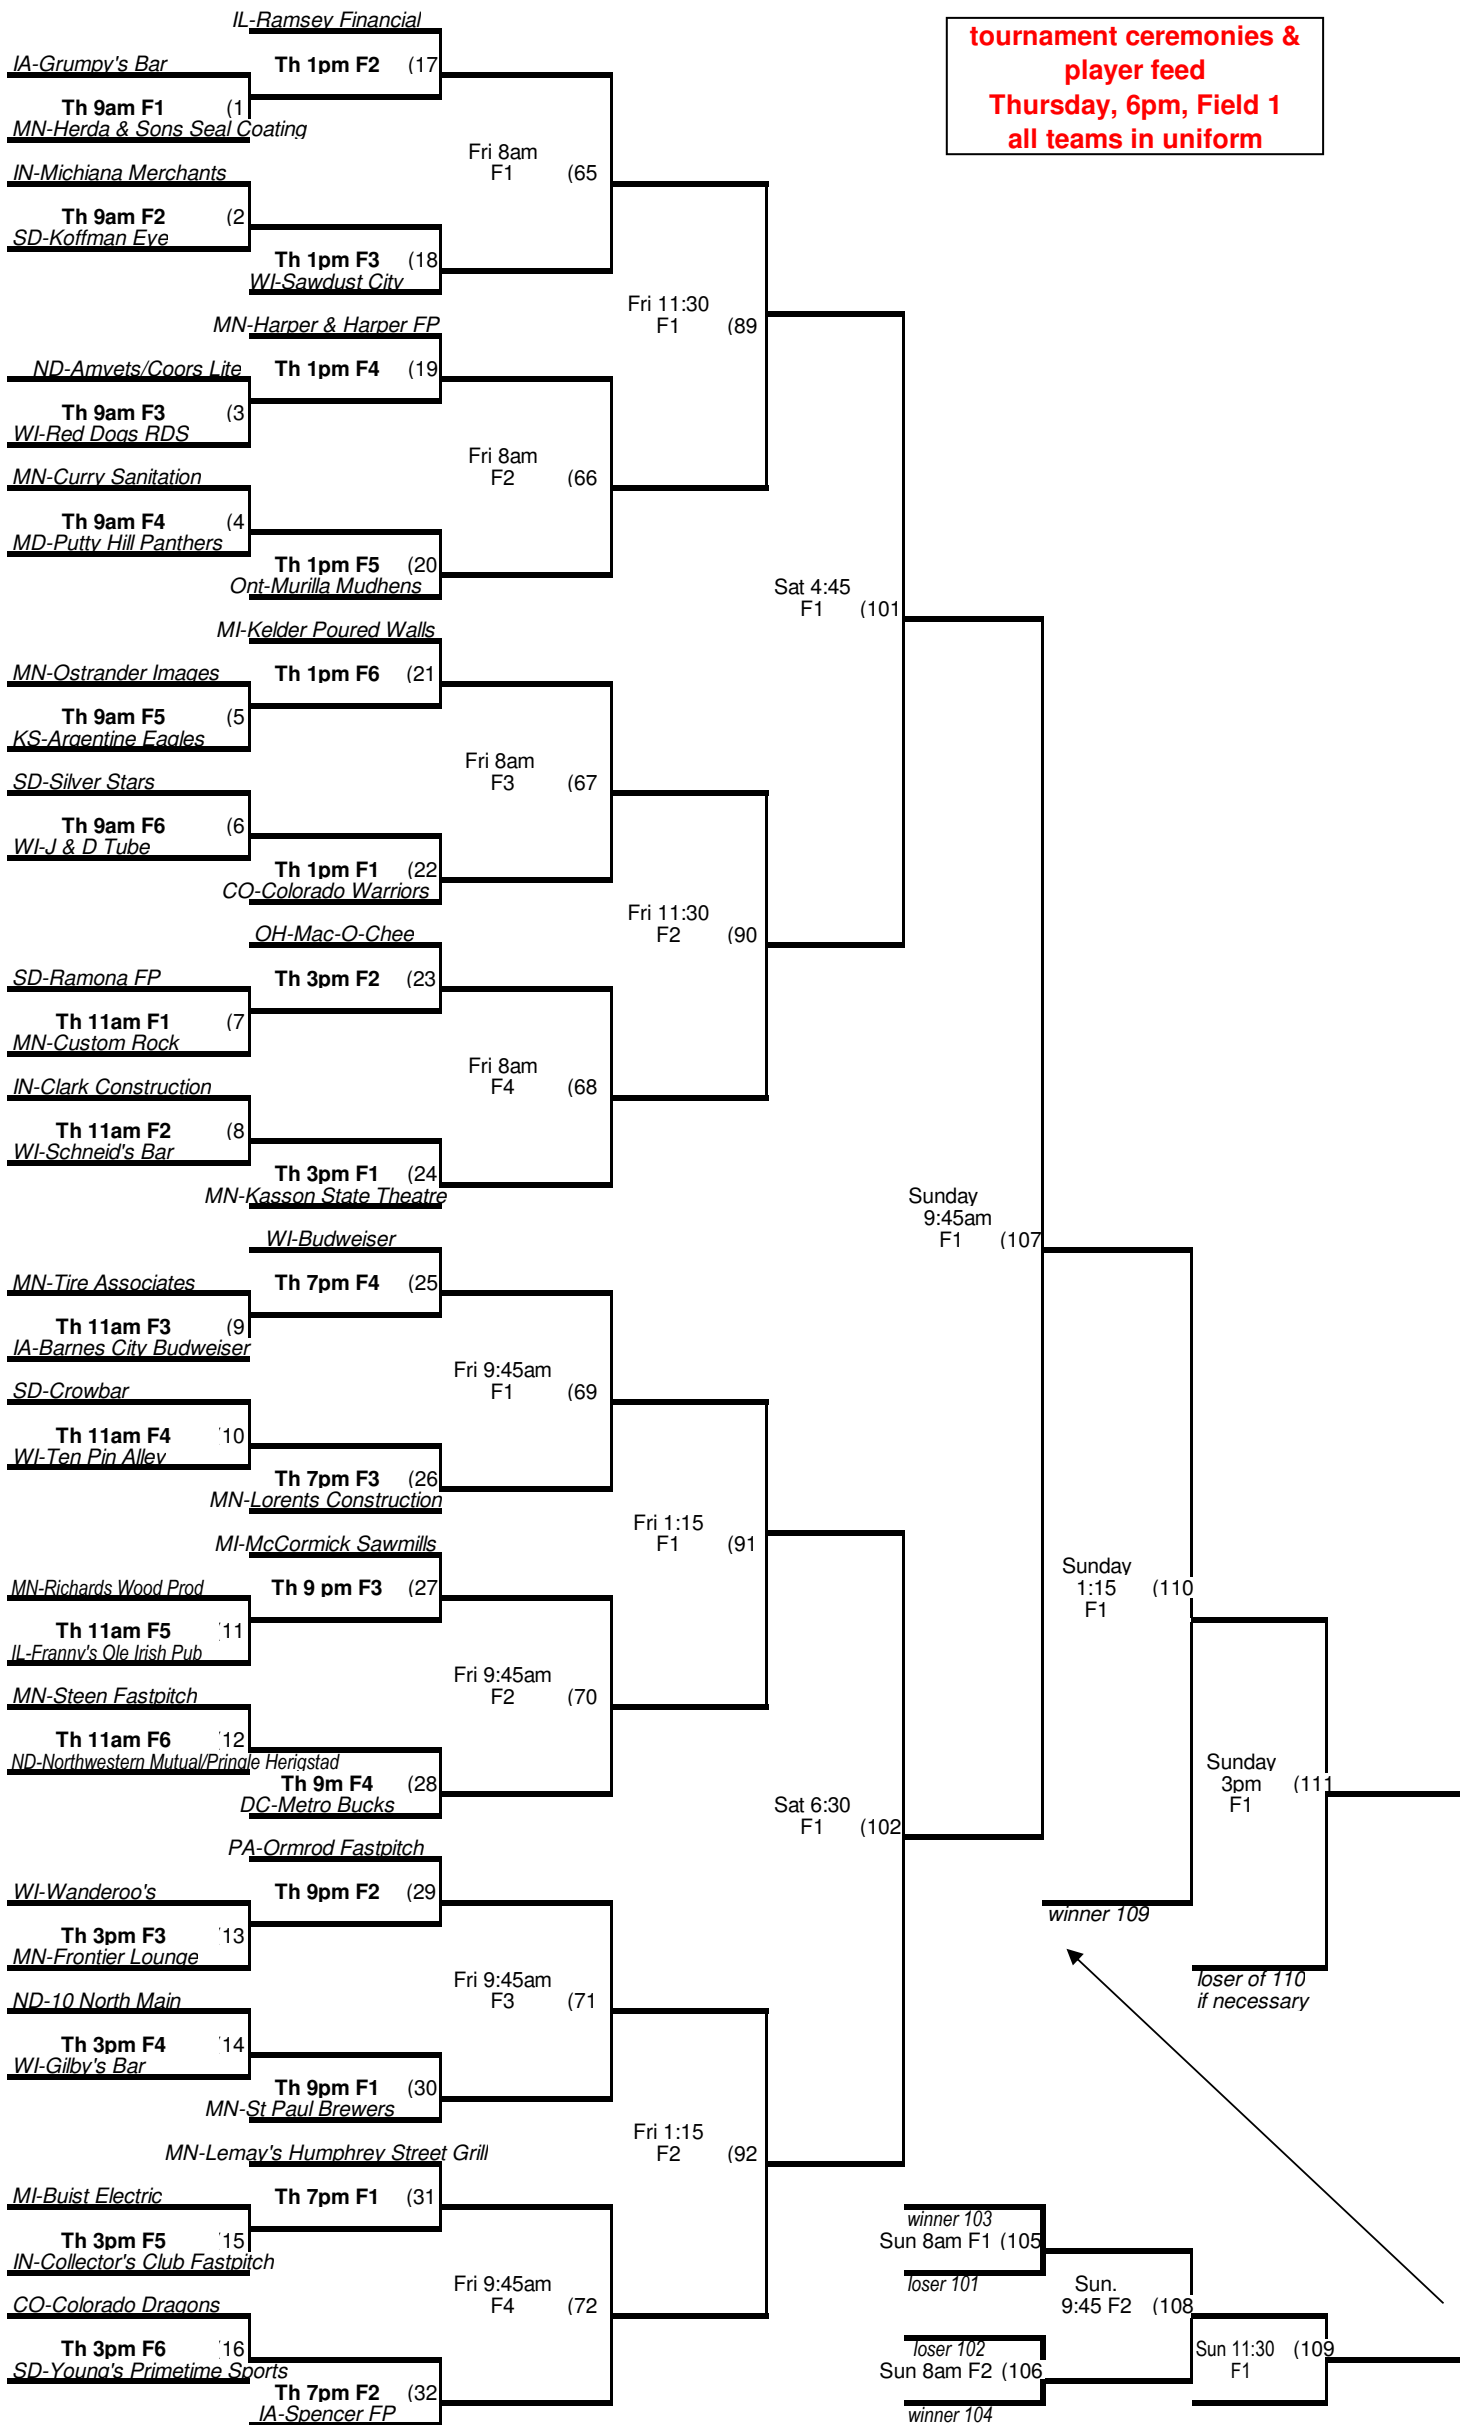 IL-Ramsey Financial
tournament ceremonies &
player feed
Thursday, 6pm, Field 1
all teams in uniform
IA-Grumpy's Bar
Th 1pm F2 (17
Th 9am F1 (1
MN-Herda & Sons Seal Coating
Fri 8am
F1 (65
IN-Michiana Merchants
Th 9am F2 (2
SD-Koffman Eye
Th 1pm F3 (18
WI-Sawdust City
Fri 11:30
F1 (89
MN-Harper & Harper FP
ND-Amvets/Coors Lite
Th 1pm F4 (19
Th 9am F3 (3
WI-Red Dogs RDS
Fri 8am
F2 (66
MN-Curry Sanitation
Th 9am F4 (4
MD-Putty Hill Panthers
Th 1pm F5 (20
Ont-Murilla Mudhens
Sat 4:45
F1 (101
MI-Kelder Poured Walls
MN-Ostrander Images
Th 1pm F6 (21
Th 9am F5 (5
KS-Argentine Eagles
Fri 8am
F3 (67
SD-Silver Stars
Th 9am F6 (6
WI-J & D Tube
Th 1pm F1 (22
CO-Colorado Warriors
Fri 11:30
F2 (90
OH-Mac-O-Chee
SD-Ramona FP
Th 3pm F2 (23
Th 11am F1 (7
MN-Custom Rock
Fri 8am
F4 (68
IN-Clark Construction
Th 11am F2 (8
WI-Schneid's Bar
Th 3pm F1 (24
MN-Kasson State Theatre
Sunday
9:45am
F1 (107
WI-Budweiser
MN-Tire Associates
Th 7pm F4 (25
Th 11am F3 (9
IA-Barnes City Budweiser
Fri 9:45am
F1 (69
SD-Crowbar
Th 11am F4 (10
WI-Ten Pin Alley
Th 7pm F3 (26
MN-Lorents Construction
Fri 1:15
F1 (91
MI-McCormick Sawmills
Sunday
1:15 (110
F1
MN-Richards Wood Prod
Th 9 pm F3 (27
Th 11am F5 (11
IL-Franny's Ole Irish Pub
Fri 9:45am
F2 (70
MN-Steen Fastpitch
Th 11am F6 (12
ND-Northwestern Mutual/Pringle Herigstad
Th 9m F4 (28
DC-Metro Bucks
Sunday
3pm (111
F1
Sat 6:30
F1 (102
PA-Ormrod Fastpitch
WI-Wanderoo's
Th 9pm F2 (29
winner 109
Th 3pm F3 (13
MN-Frontier Lounge
Fri 9:45am
F3 (71
loser of 110
if necessary
ND-10 North Main
Th 3pm F4 (14
WI-Gilby's Bar
Th 9pm F1 (30
MN-St Paul Brewers
Fri 1:15
F2 (92
MN-Lemay's Humphrey Street Grill
MI-Buist Electric
Th 7pm F1 (31
Th 3pm F5 (15
IN-Collector's Club Fastpitch
winner 103
Sun 8am F1 (105
loser 101
Fri 9:45am
F4 (72
Sun.
9:45 F2 (108
CO-Colorado Dragons
Th 3pm F6 (16
SD-Young's Primetime Sports
loser 102
Sun 8am F2 (106
Sun 11:30 (109
F1
Th 7pm F2 (32
IA-Spencer FP
winner 104